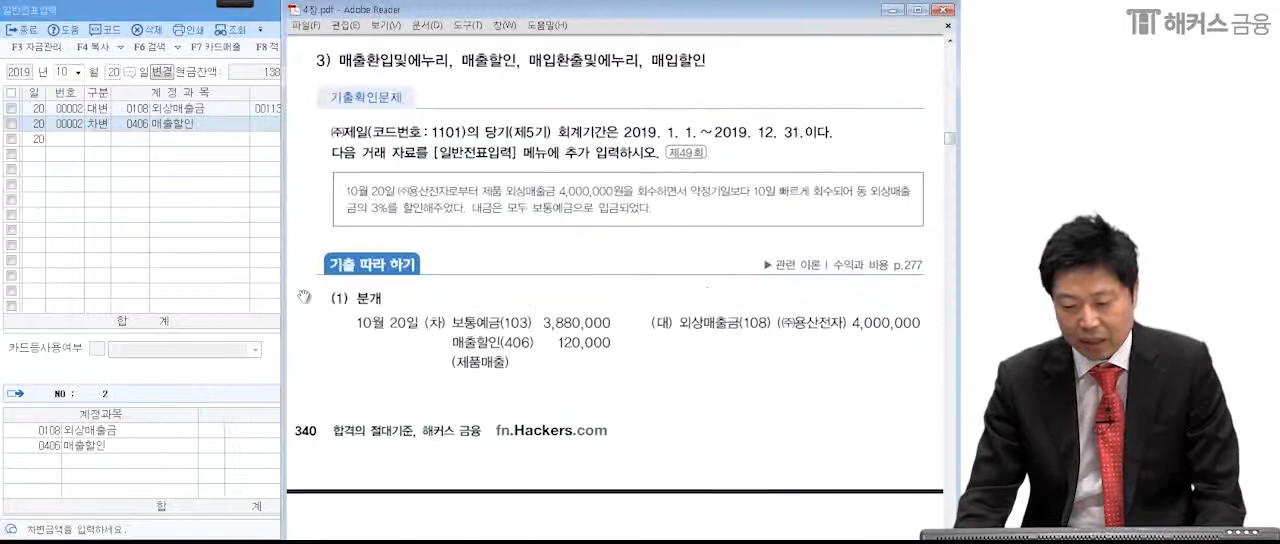 일반전표입력
종료 도움 코드 삭제 인쇄 조회
F3 자금관리 F4 복사 F6 검색 F7 카드매출 F8 적
2019 년 10 월 20 일 변경 현금잔액: 138
일 번호 구분 계 정 과 목
20 00002 대변 0108 외상매출금 00113
20 00002 차변 0406 매출할인
20
합 계
카드등사용여부
NO : 2
계정과목
0108 외상매출금
0406 매출할인
합 계
차변금액을 입력하세요.
4장.pdf - Adobe Reader
파일(F) 편집(E) 보기(V) 문서(D) 도구(T) 창(W) 도움말(H)
3) 매출환입및에누리, 매출할인, 매입환출및에누리, 매입할인
기출확인문제
㈜제일(코드번호 : 1101)의 당기(제5기) 회계기간은 2019. 1. 1. ~ 2019. 12. 31.이다.
다음 거래 자료를 [일반전표입력] 메뉴에 추가 입력하시오. 제49회
10월 20일 ㈜용산전자로부터 제품 외상매출금 4,000,000원을 회수하면서 약정기일보다 10일 빠르게 회수되어 동 외상매출
금의 3%를 할인해주었다. 대금은 모두 보통예금으로 입금되었다.
기출 따라 하기
▶ 관련 이론 | 수익과 비용 p.277
(1) 분개
10월 20일 (차) 보통예금(103) 3,880,000 (대) 외상매출금(108) (㈜용산전자) 4,000,000
매출할인(406) 120,000
(제품매출)
340 합격의 절대기준, 해커스 금융 fn.Hackers.com
해커스금융